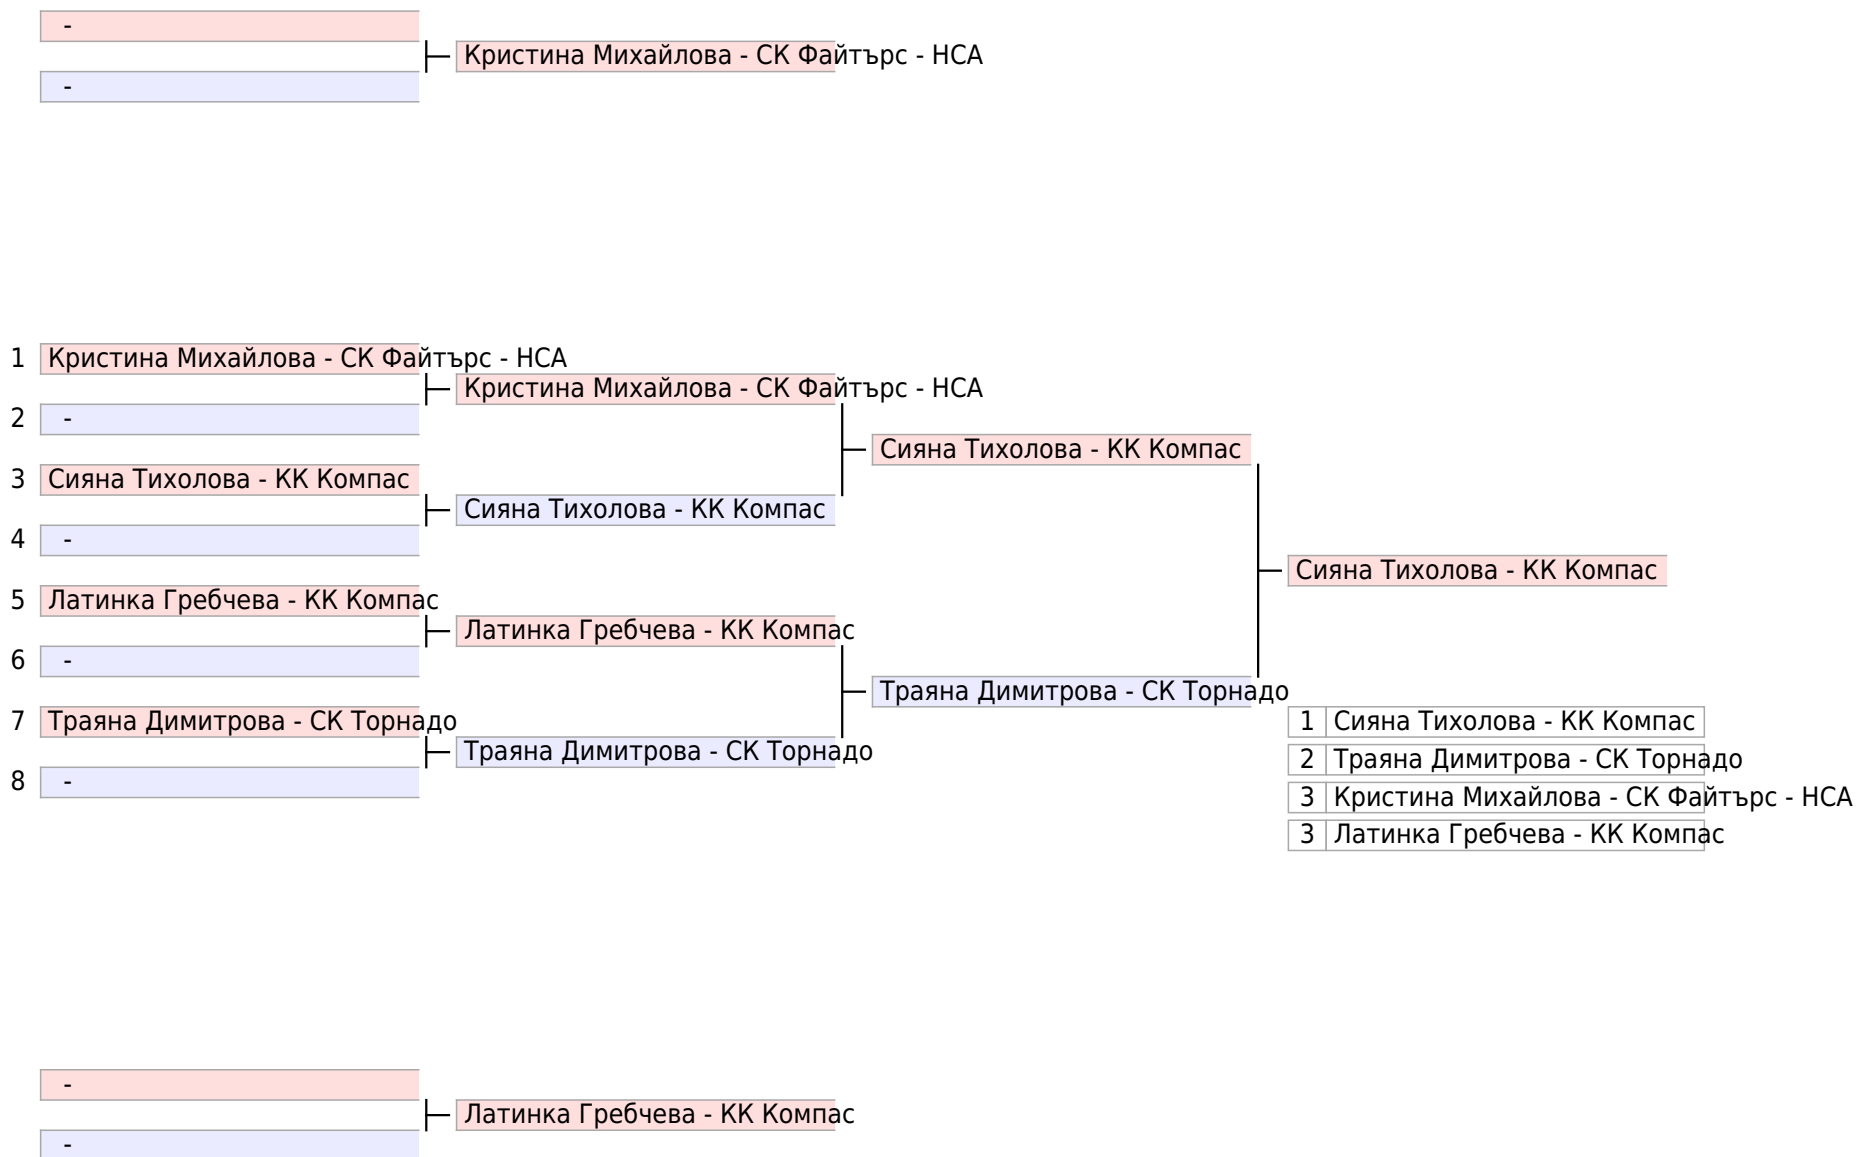 -
Кристина Михайлова - СК Файтърс - НСА
-
1 Кристина Михайлова - СК Файтърс - НСА
Кристина Михайлова - СК Файтърс - НСА
2 -
Сияна Тихолова - КК Компас
3 Сияна Тихолова - КК Компас
Сияна Тихолова - КК Компас
4 -
Сияна Тихолова - КК Компас
5 Латинка Гребчева - КК Компас
Латинка Гребчева - КК Компас
6 -
Траяна Димитрова - СК Торнадо
7 Траяна Димитрова - СК Торнадо
Траяна Димитрова - СК Торнадо
8 -
1 Сияна Тихолова - КК Компас
2 Траяна Димитрова - СК Торнадо
3 Кристина Михайлова - СК Файтърс - НСА
3 Латинка Гребчева - КК Компас
-
Латинка Гребчева - КК Компас
-